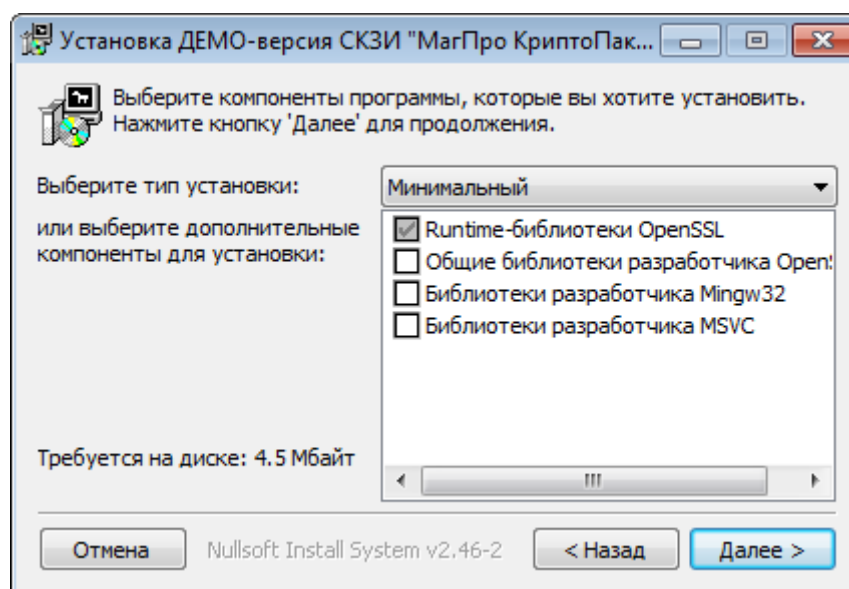 Установка ДЕМО-версия СКЗИ "МагПро КриптоПак...
Выберите компоненты программы, которые вы хотите установить.
Нажмите кнопку 'Далее' для продолжения.
Выберите тип установки:
Минимальный
или выберите дополнительные
компоненты для установки:
Runtime-библиотеки OpenSSL
Общие библиотеки разработчика Open
Библиотеки разработчика Mingw32
Библиотеки разработчика MSVC
Требуется на диске: 4.5 Мбайт
Отмена
Nullsoft Install System v2.46-2
< Назад
Далее >